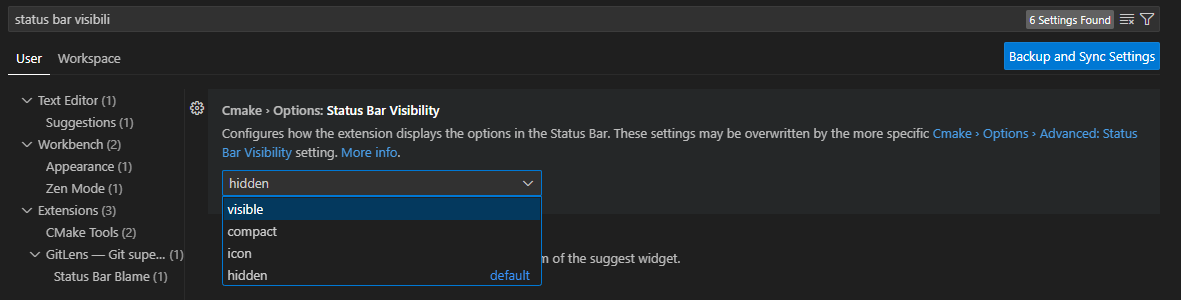 status bar visibili
6 Settings Found
User
Workspace
Backup and Sync Settings
Text Editor (1)
Suggestions (1)
Workbench (2)
Appearance (1)
Zen Mode (1)
Extensions (3)
CMake Tools (2)
GitLens — Git supe... (1)
Status Bar Blame (1)
Cmake › Options: Status Bar Visibility
Configures how the extension displays the options in the Status Bar. These settings may be overwritten by the more specific Cmake › Options › Advanced: Status
Bar Visibility setting. More info.
hidden
visible
compact
icon
hidden default
of the suggest widget.